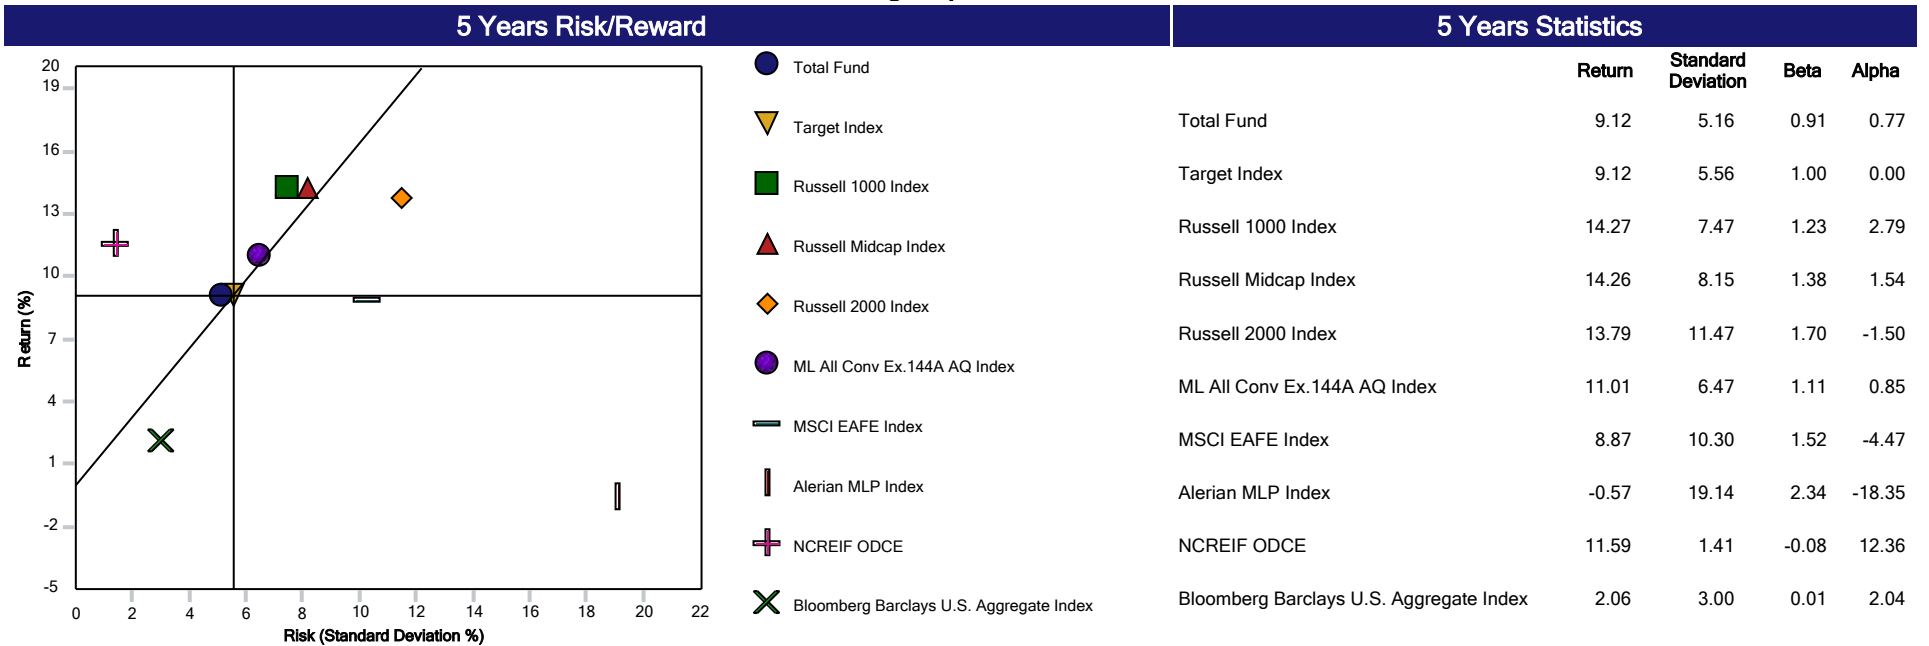 5 Years Risk/Reward
5 Years Statistics
20
19
16
13
10
7
4
1
-2
-5
Return (%)
0 2 4 6 8 10 12 14 16 18 20 22
Risk (Standard Deviation %)
Total Fund
Target Index
Russell 1000 Index
Russell Midcap Index
Russell 2000 Index
ML All Conv Ex.144A AQ Index
MSCI EAFE Index
Alerian MLP Index
NCREIF ODCE
Bloomberg Barclays U.S. Aggregate Index
Return Standard Deviation Beta Alpha
Total Fund 9.12 5.16 0.91 0.77
Target Index 9.12 5.56 1.00 0.00
Russell 1000 Index 14.27 7.47 1.23 2.79
Russell Midcap Index 14.26 8.15 1.38 1.54
Russell 2000 Index 13.79 11.47 1.70 -1.50
ML All Conv Ex.144A AQ Index 11.01 6.47 1.11 0.85
MSCI EAFE Index 8.87 10.30 1.52 -4.47
Alerian MLP Index -0.57 19.14 2.34 -18.35
NCREIF ODCE 11.59 1.41 -0.08 12.36
Bloomberg Barclays U.S. Aggregate Index 2.06 3.00 0.01 2.04